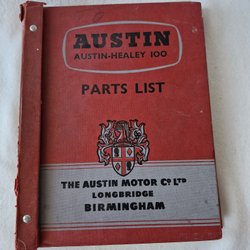 AUSTIN
AUSTIN-HEALEY 100
PARTS LIST
THE AUSTIN MOTOR Co LTD
LONGBRIDGE
BIRMINGHAM